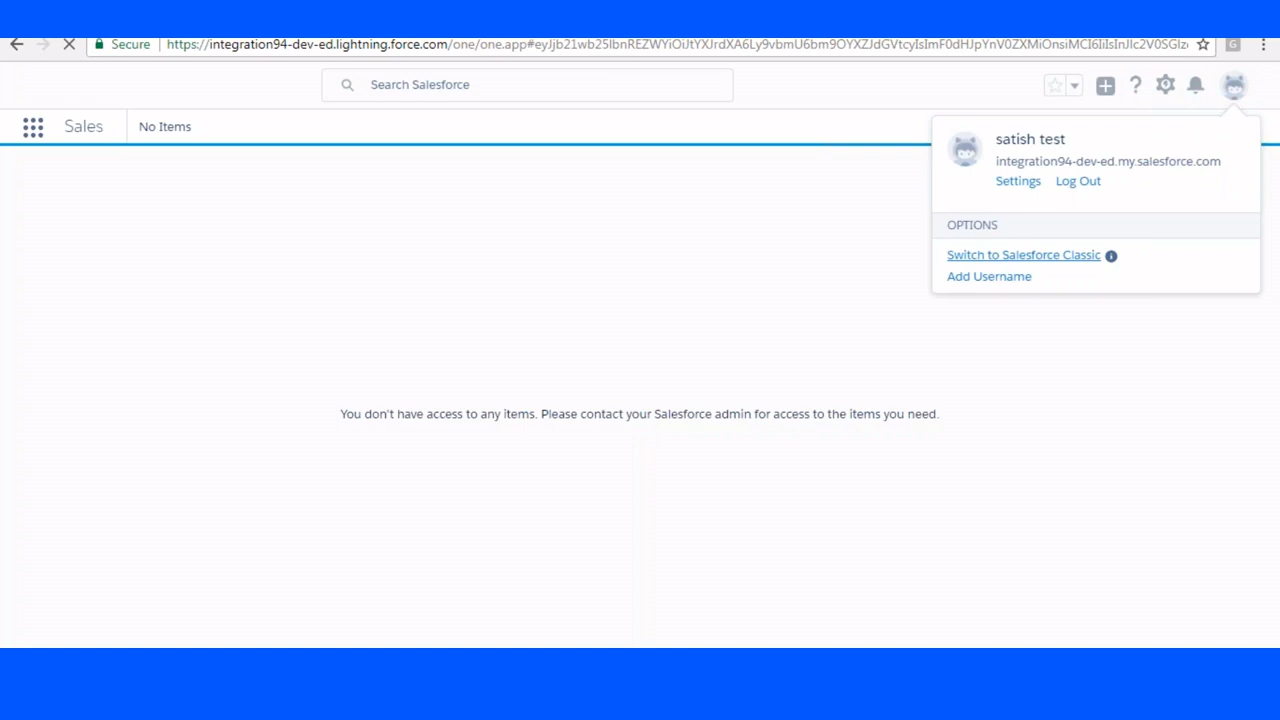 Secure https://integration94-dev-ed.lightning.force.com/one/one.app#
Search Salesforce
Sales No Items
satish test
integration94-dev-ed.my.salesforce.com
Settings Log Out
OPTIONS
Switch to Salesforce Classic
Add Username
You don't have access to any items. Please contact your Salesforce admin for access to the items you need.